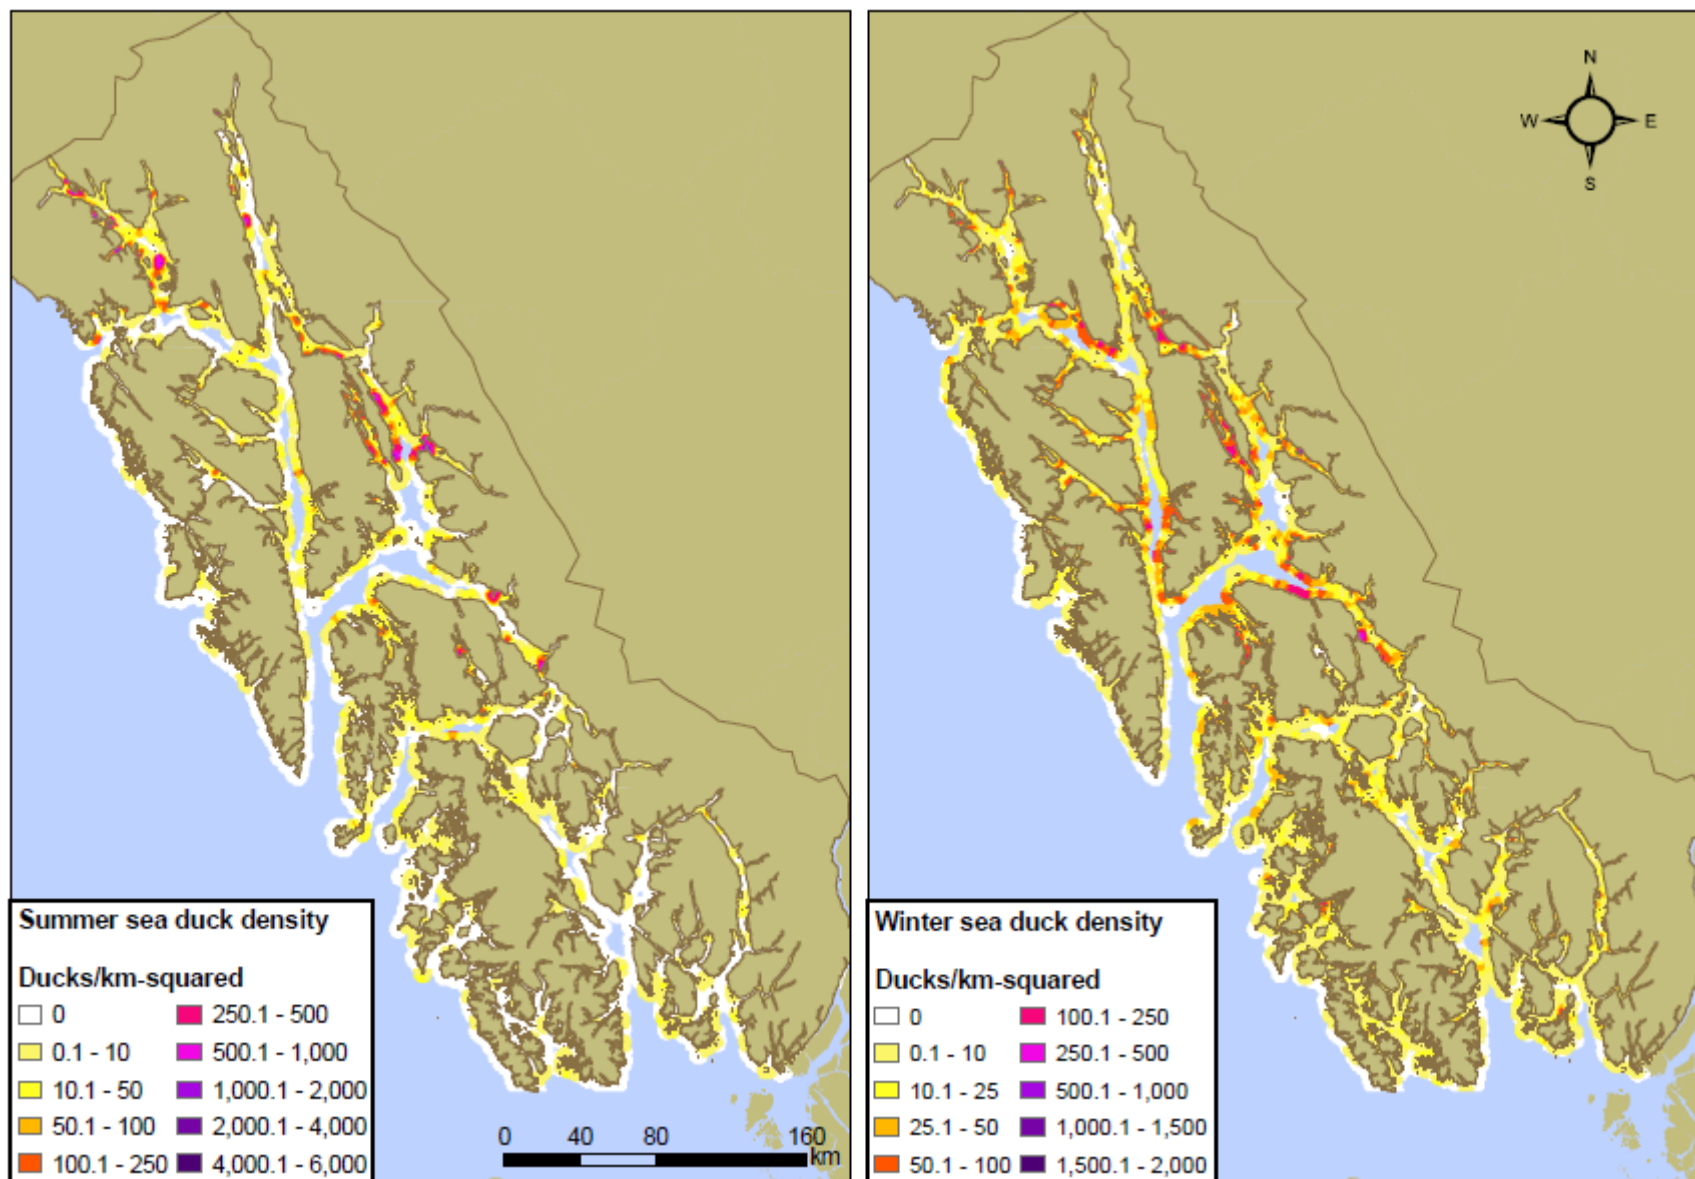 N
W E
S
Summer sea duck density
Ducks/km-squared
0 250.1 - 500
0.1 - 10 500.1 - 1,000
10.1 - 50 1,000.1 - 2,000
50.1 - 100 2,000.1 - 4,000
100.1 - 250 4,000.1 - 6,000
0 40 80 160
km
Winter sea duck density
Ducks/km-squared
0 100.1 - 250
0.1 - 10 250.1 - 500
10.1 - 25 500.1 - 1,000
25.1 - 50 1,000.1 - 1,500
50.1 - 100 1,500.1 - 2,000